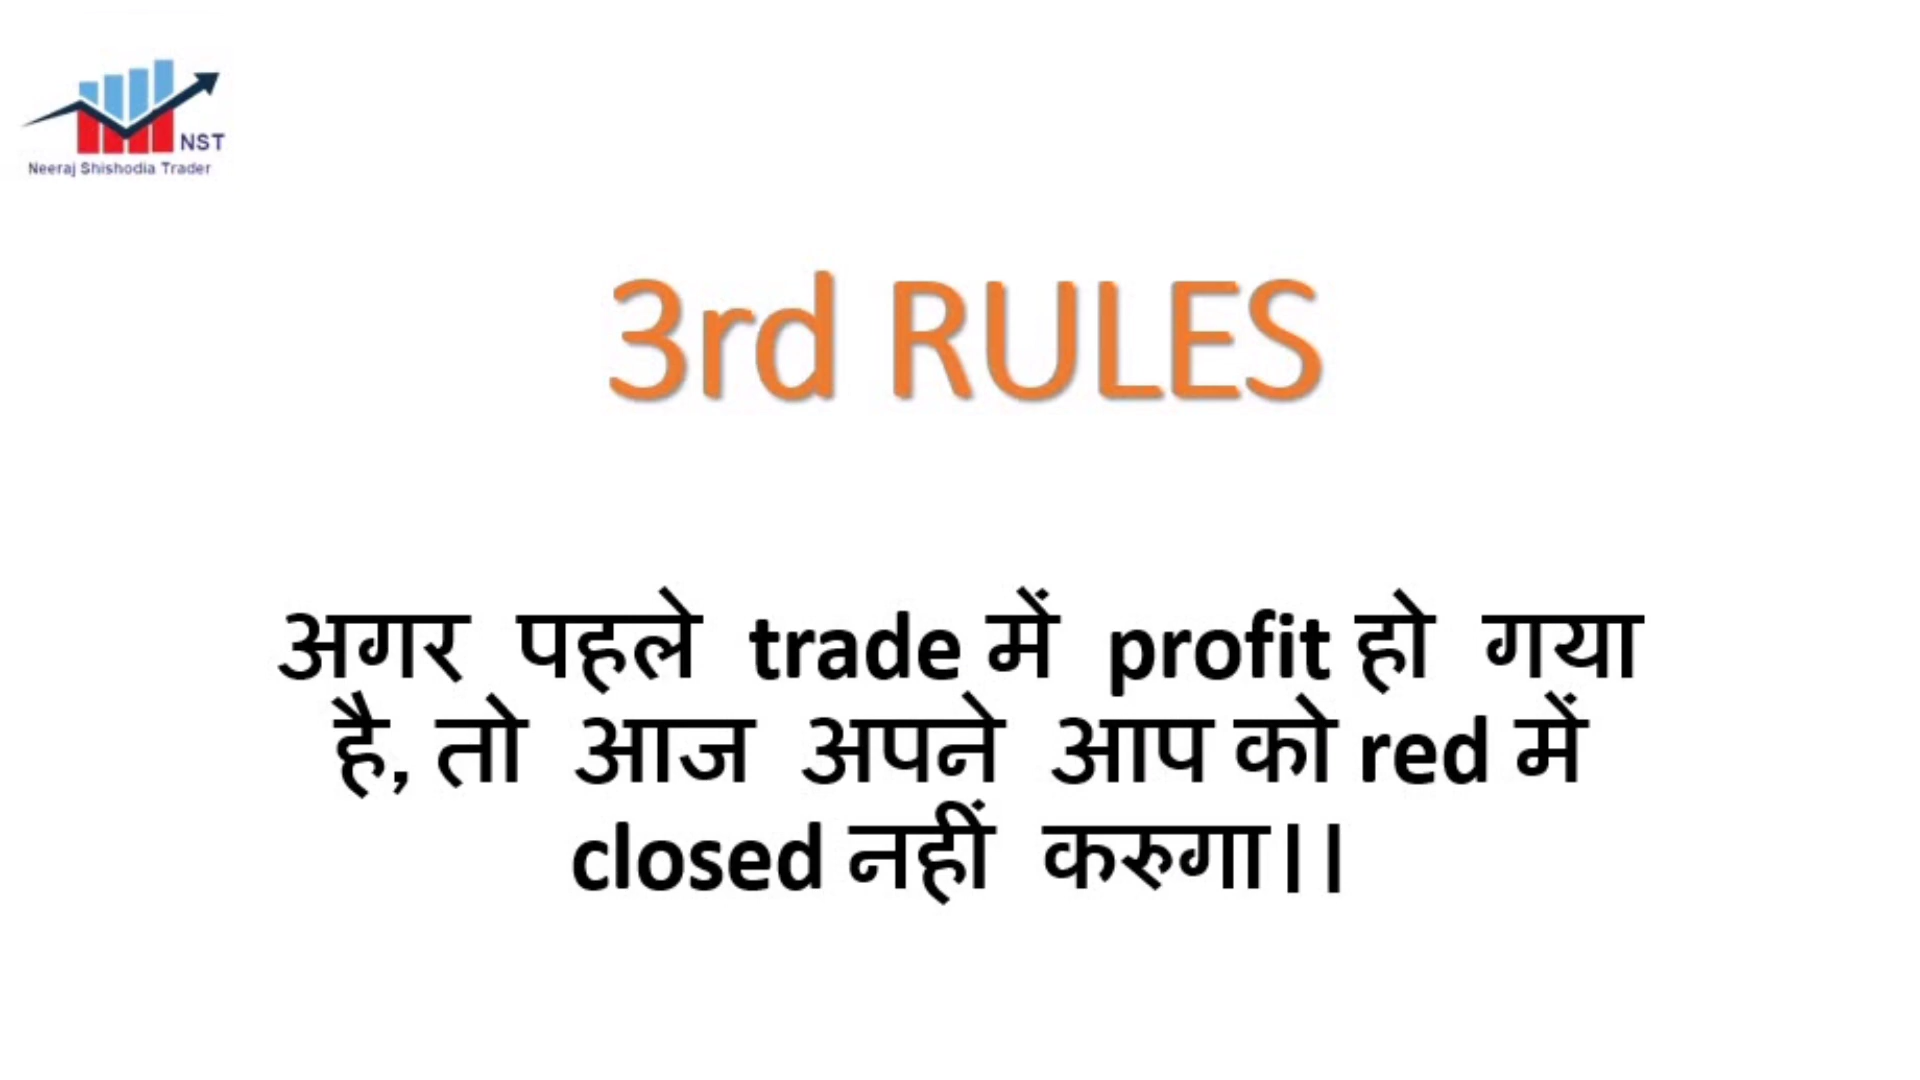 NST
Neeraj Shishodia Trader
3rd RULES
अगर पहले trade में profit हो गया
है, तो आज अपने आप को red में
closed नहीं करुगा।।